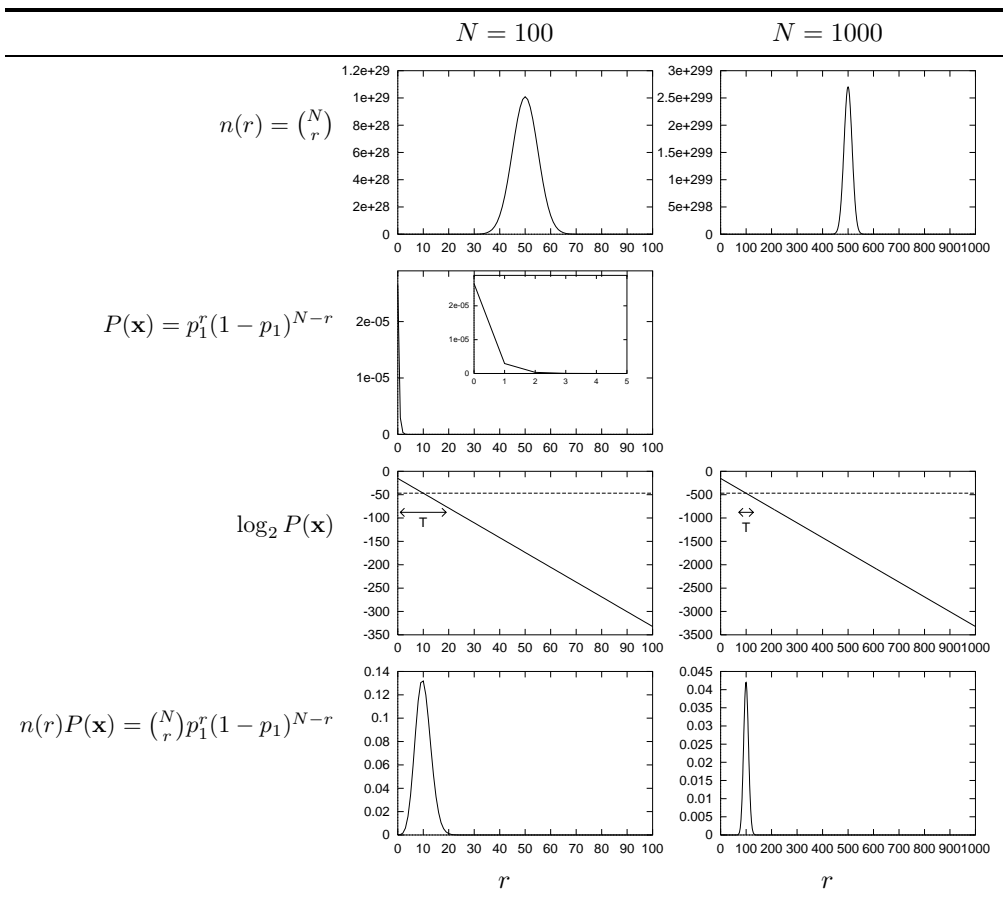 N = 100 N = 1000
n(r) = (N r)
1.2e+29
1e+29
8e+28
6e+28
4e+28
2e+28
0
0 10 20 30 40 50 60 70 80 90 100
3e+299
2.5e+299
2e+299
1.5e+299
1e+299
5e+298
0
0 100 200 300 400 500 600 700 800 9001000
P(x) = p₁^r(1 − p₁)^{N−r}
2e-05
1e-05
0
0 10 20 30 40 50 60 70 80 90 100
2e-05
1e-05
0
0 1 2 3 4 5
log₂ P(x)
0
-50
-100
-150
-200
-250
-300
-350
0 10 20 30 40 50 60 70 80 90 100
T
0
-500
-1000
-1500
-2000
-2500
-3000
-3500
0 100 200 300 400 500 600 700 800 9001000
T
n(r)P(x) = (N r)p₁^r(1 − p₁)^{N−r}
0.14
0.12
0.1
0.08
0.06
0.04
0.02
0
0 10 20 30 40 50 60 70 80 90 100
0.045
0.04
0.035
0.03
0.025
0.02
0.015
0.01
0.005
0
0 100 200 300 400 500 600 700 800 9001000
r r